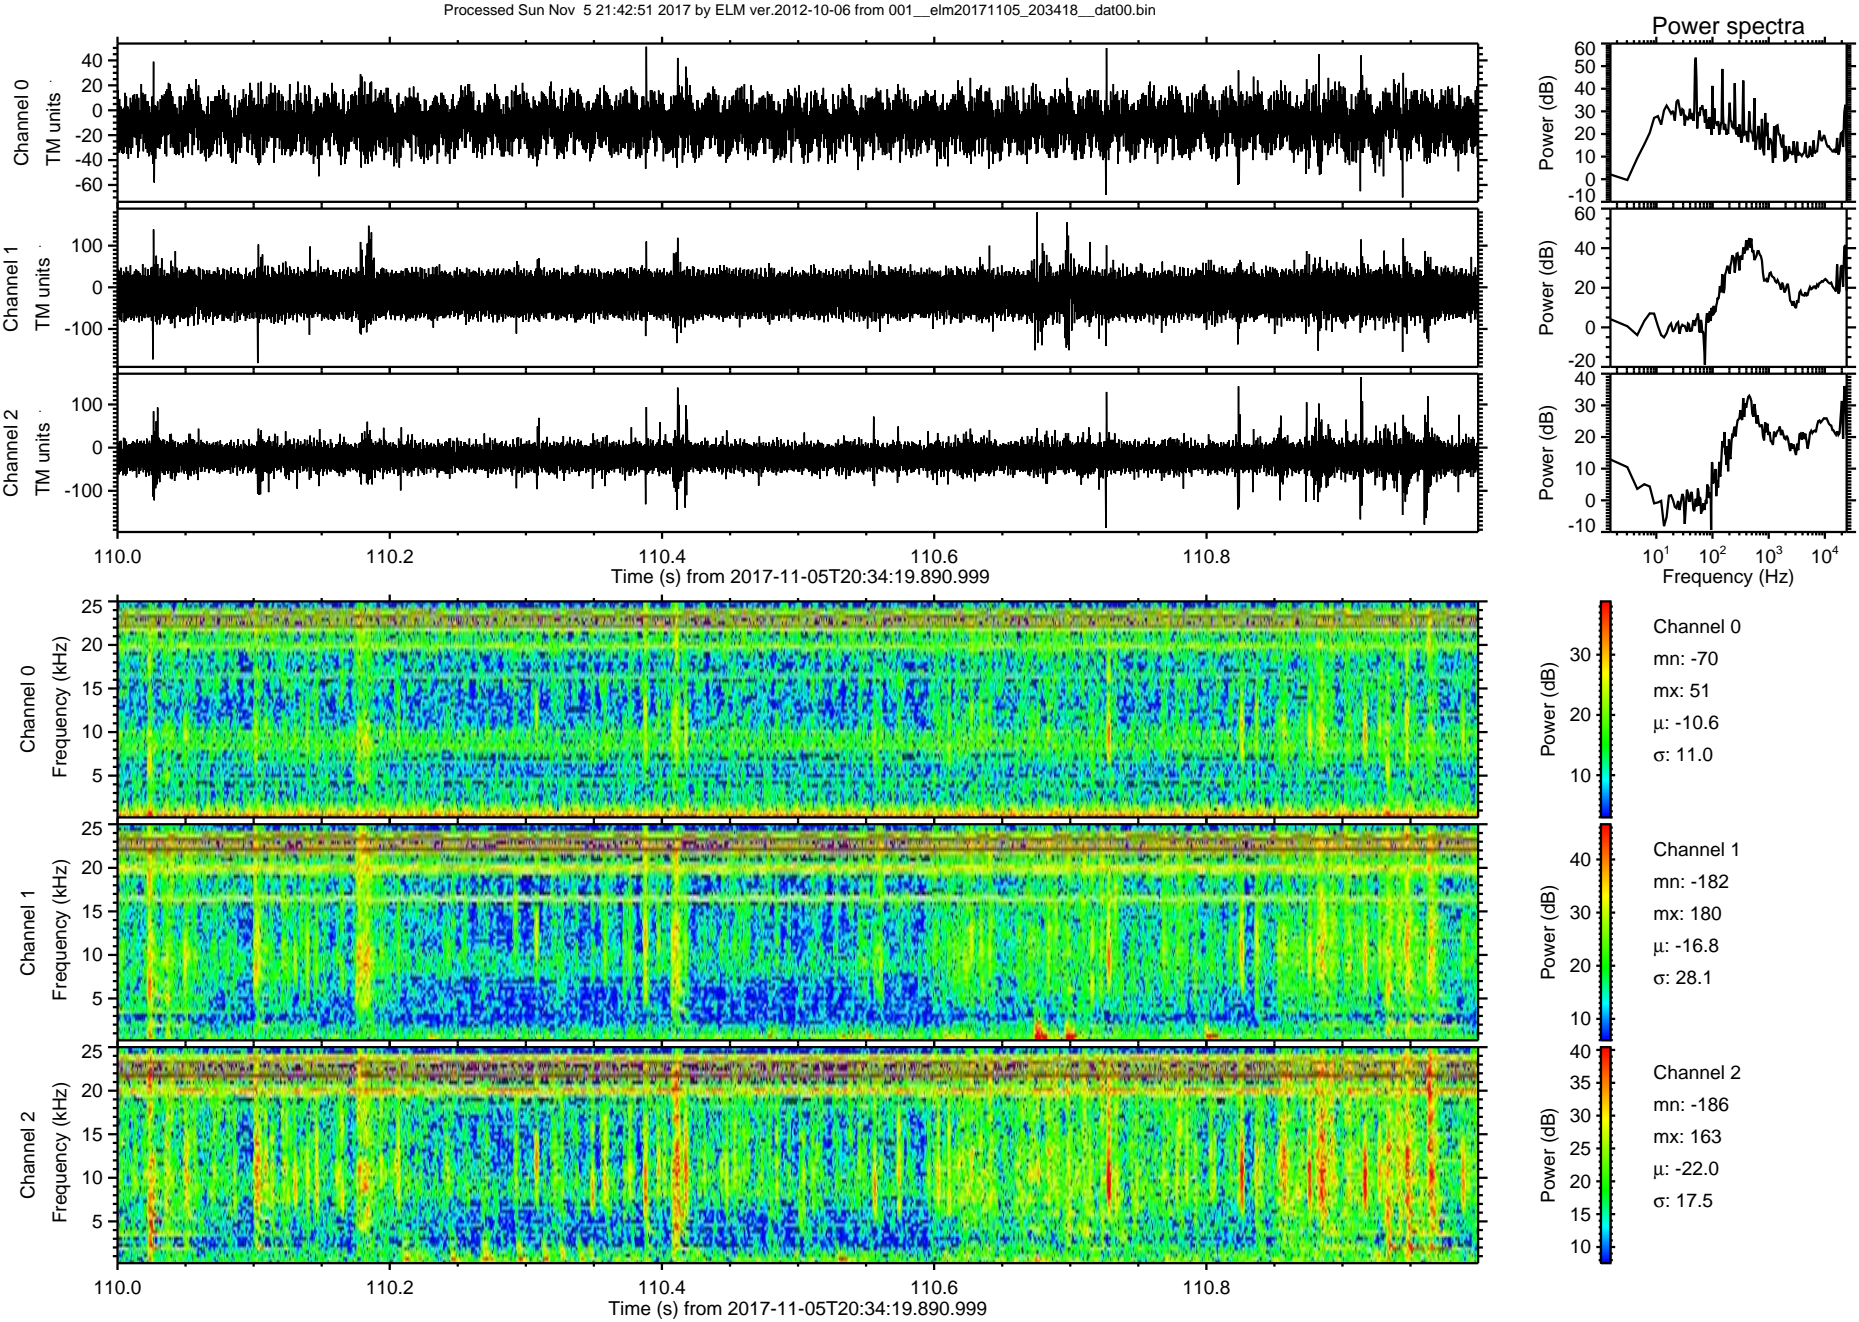 Processed Sun Nov  5 21:42:51 2017 by ELM ver.2012-10-06 from 001__elm20171105_203418__dat00.bin
Power spectra
Channel 0
TM units
40
20
0
-20
-40
-60
Power (dB)
60
50
40
30
20
10
0
-10
Channel 1
TM units
100
0
-100
Power (dB)
60
40
20
0
-20
Channel 2
TM units
100
0
-100
Power (dB)
40
30
20
10
0
-10
110.0
110.2
110.4
110.6
110.8
Time (s) from 2017-11-05T20:34:19.890.999
10¹
10²
10³
10⁴
Frequency (Hz)
Channel 0
Frequency (kHz)
25
20
15
10
5
Power (dB)
30
20
10
Channel 0
mn: -70
mx: 51
μ: -10.6
σ: 11.0
Channel 1
Frequency (kHz)
25
20
15
10
5
Power (dB)
40
30
20
10
Channel 1
mn: -182
mx: 180
μ: -16.8
σ: 28.1
Channel 2
Frequency (kHz)
25
20
15
10
5
Power (dB)
40
35
30
25
20
15
10
Channel 2
mn: -186
mx: 163
μ: -22.0
σ: 17.5
110.0
110.2
110.4
110.6
110.8
Time (s) from 2017-11-05T20:34:19.890.999